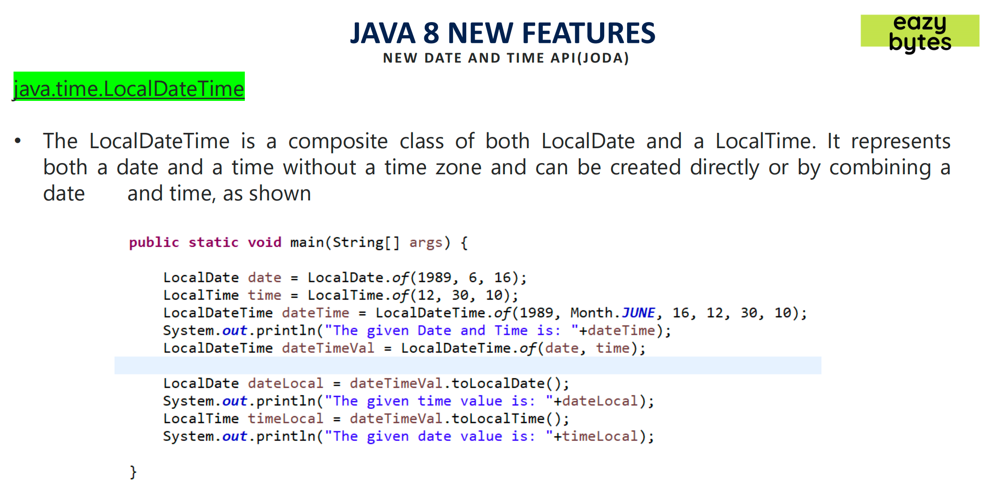 JAVA 8 NEW FEATURES
eazy
bytes
NEW DATE AND TIME API(JODA)
java.time.LocalDateTime
• The LocalDateTime is a composite class of both LocalDate and a LocalTime. It represents
both a date and a time without a time zone and can be created directly or by combining a
date and time, as shown
public static void main(String[] args) {
LocalDate date = LocalDate.of(1989, 6, 16);
LocalTime time = LocalTime.of(12, 30, 10);
LocalDateTime dateTime = LocalDateTime.of(1989, Month.JUNE, 16, 12, 30, 10);
System.out.println("The given Date and Time is: "+dateTime);
LocalDateTime dateTimeVal = LocalDateTime.of(date, time);
LocalDate dateLocal = dateTimeVal.toLocalDate();
System.out.println("The given time value is: "+dateLocal);
LocalTime timeLocal = dateTimeVal.toLocalTime();
System.out.println("The given date value is: "+timeLocal);
}